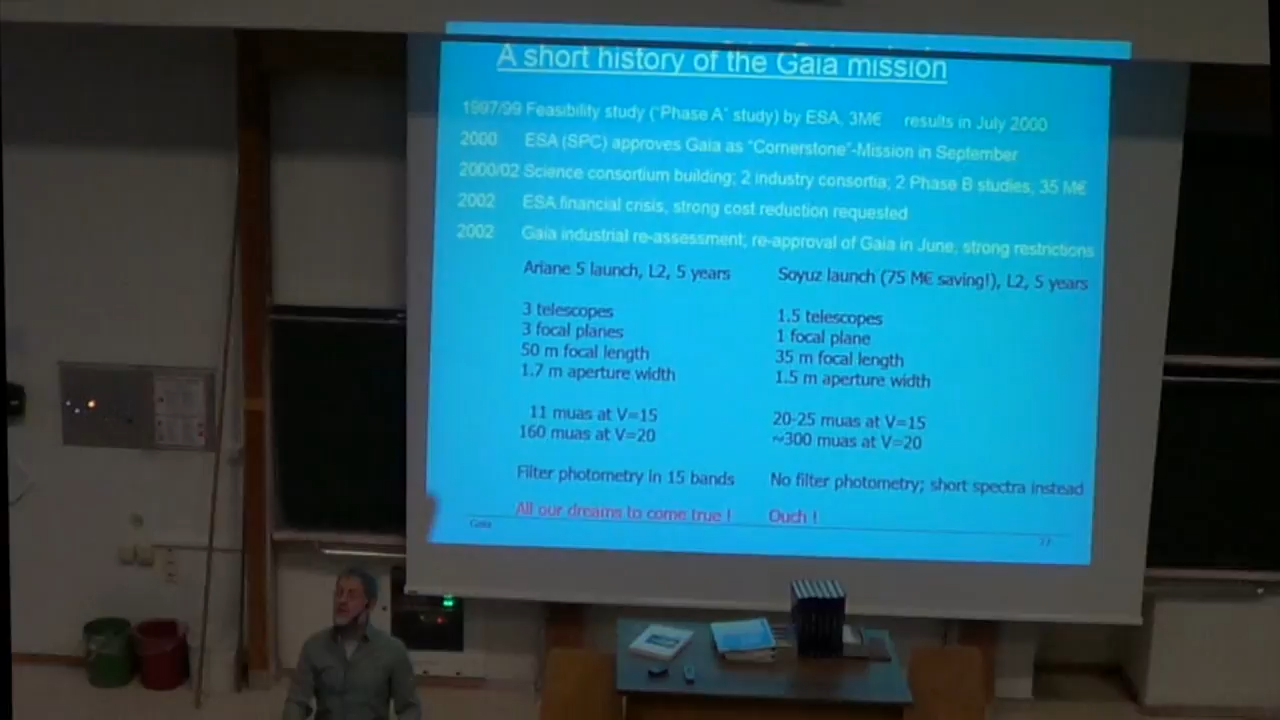 A short history of the Gaia mission
1997/99 Feasibility study ("Phase A" study) by ESA, 3M€ results in July 2000
2000 ESA (SPC) approves Gaia as "Cornerstone"-Mission in September
2000/02 Science consortium building; 2 industry consortia; 2 Phase B studies, 35 M€
2002 ESA financial crisis, strong cost reduction requested
2002 Gaia industrial re-assessment; re-approval of Gaia in June, strong restrictions
Ariane 5 launch, L2, 5 years
3 telescopes
3 focal planes
50 m focal length
1.7 m aperture width
11 muas at V=15
160 muas at V=20
Filter photometry in 15 bands
All our dreams to come true !
Soyuz launch (75 M€ saving!), L2, 5 years
1.5 telescopes
1 focal plane
35 m focal length
1.5 m aperture width
20-25 muas at V=15
~300 muas at V=20
No filter photometry; short spectra instead
Ouch !
Gaia